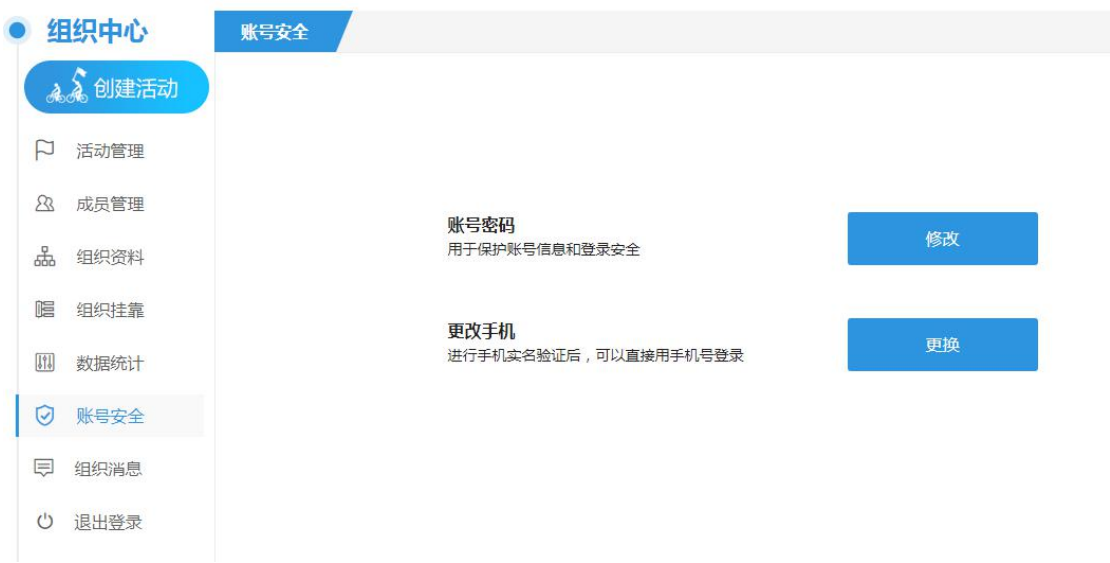 组织中心
创建活动
活动管理
成员管理
组织资料
组织挂靠
数据统计
账号安全
组织消息
退出登录
账号安全
账号密码
用于保护账号信息和登录安全
修改
更改手机
进行手机实名验证后，可以直接用手机号登录
更换